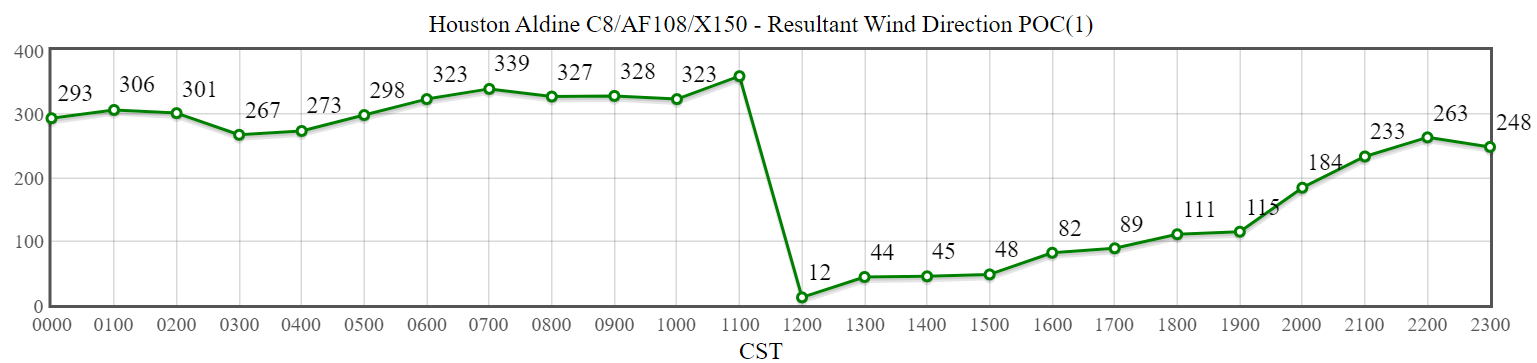 Houston Aldine C8/AF108/X150 - Resultant Wind Direction POC(1)
400
300
200
100
0
293 306 301 267 273 298 323 339 327 328 323 12 44 45 48 82 89 111 115 184 233 263 248
0000 0100 0200 0300 0400 0500 0600 0700 0800 0900 1000 1100 1200 1300 1400 1500 1600 1700 1800 1900 2000 2100 2200 2300
CST